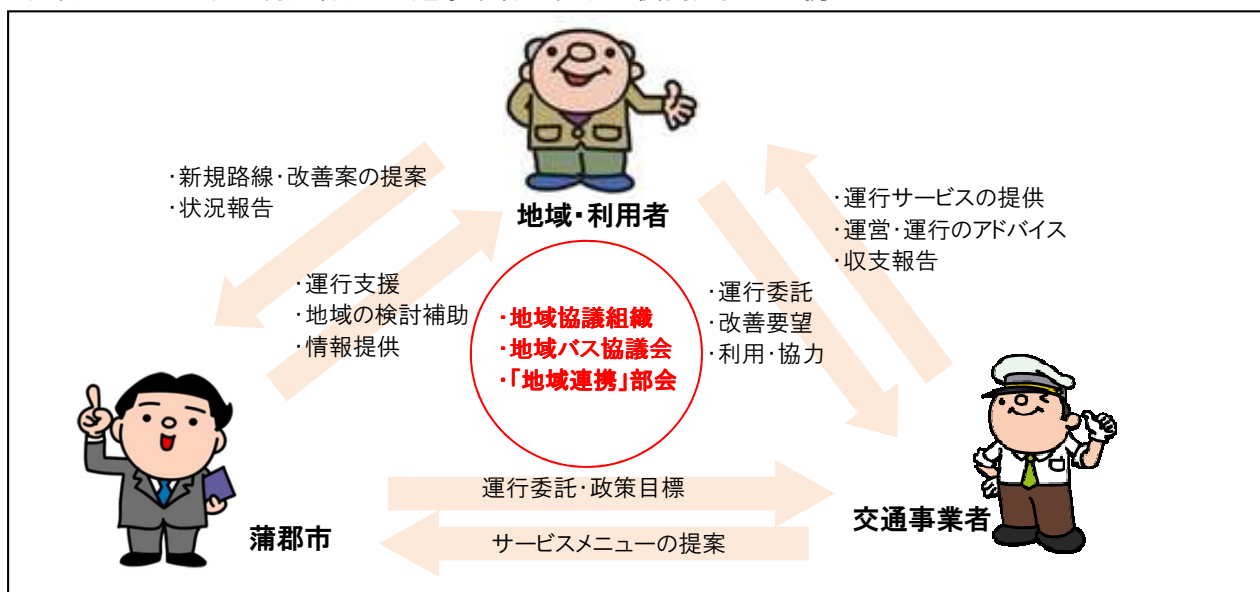 ・新規路線・改善案の提案
・状況報告
地域・利用者
・運行サービスの提供
・運営・運行のアドバイス
・収支報告
・運行支援
・地域の検討補助
・情報提供
・地域協議組織
・地域バス協議会
・「地域連携」部会
・運行委託
・改善要望
・利用・協力
運行委託・政策目標
サービスメニューの提案
蒲郡市
交通事業者